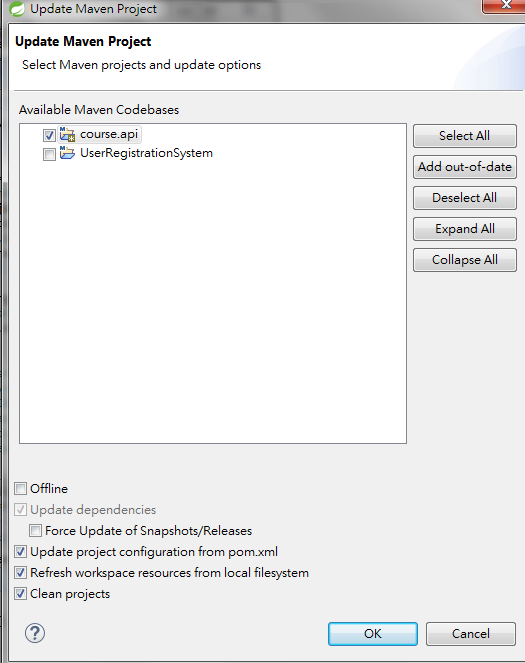 Update Maven Project
Update Maven Project
Select Maven projects and update options
Available Maven Codebases
course.api
UserRegistrationSystem
Select All
Add out-of-date
Deselect All
Expand All
Collapse All
Offline
Update dependencies
Force Update of Snapshots/Releases
Update project configuration from pom.xml
Refresh workspace resources from local filesystem
Clean projects
OK
Cancel